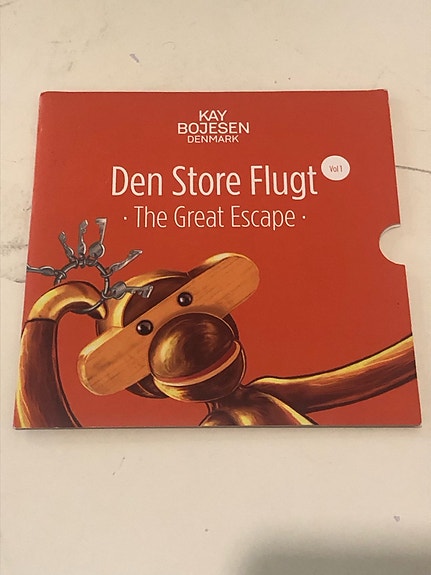 KAY
BOJESEN
DENMARK
Den Store Flugt
Vol 1
· The Great Escape ·